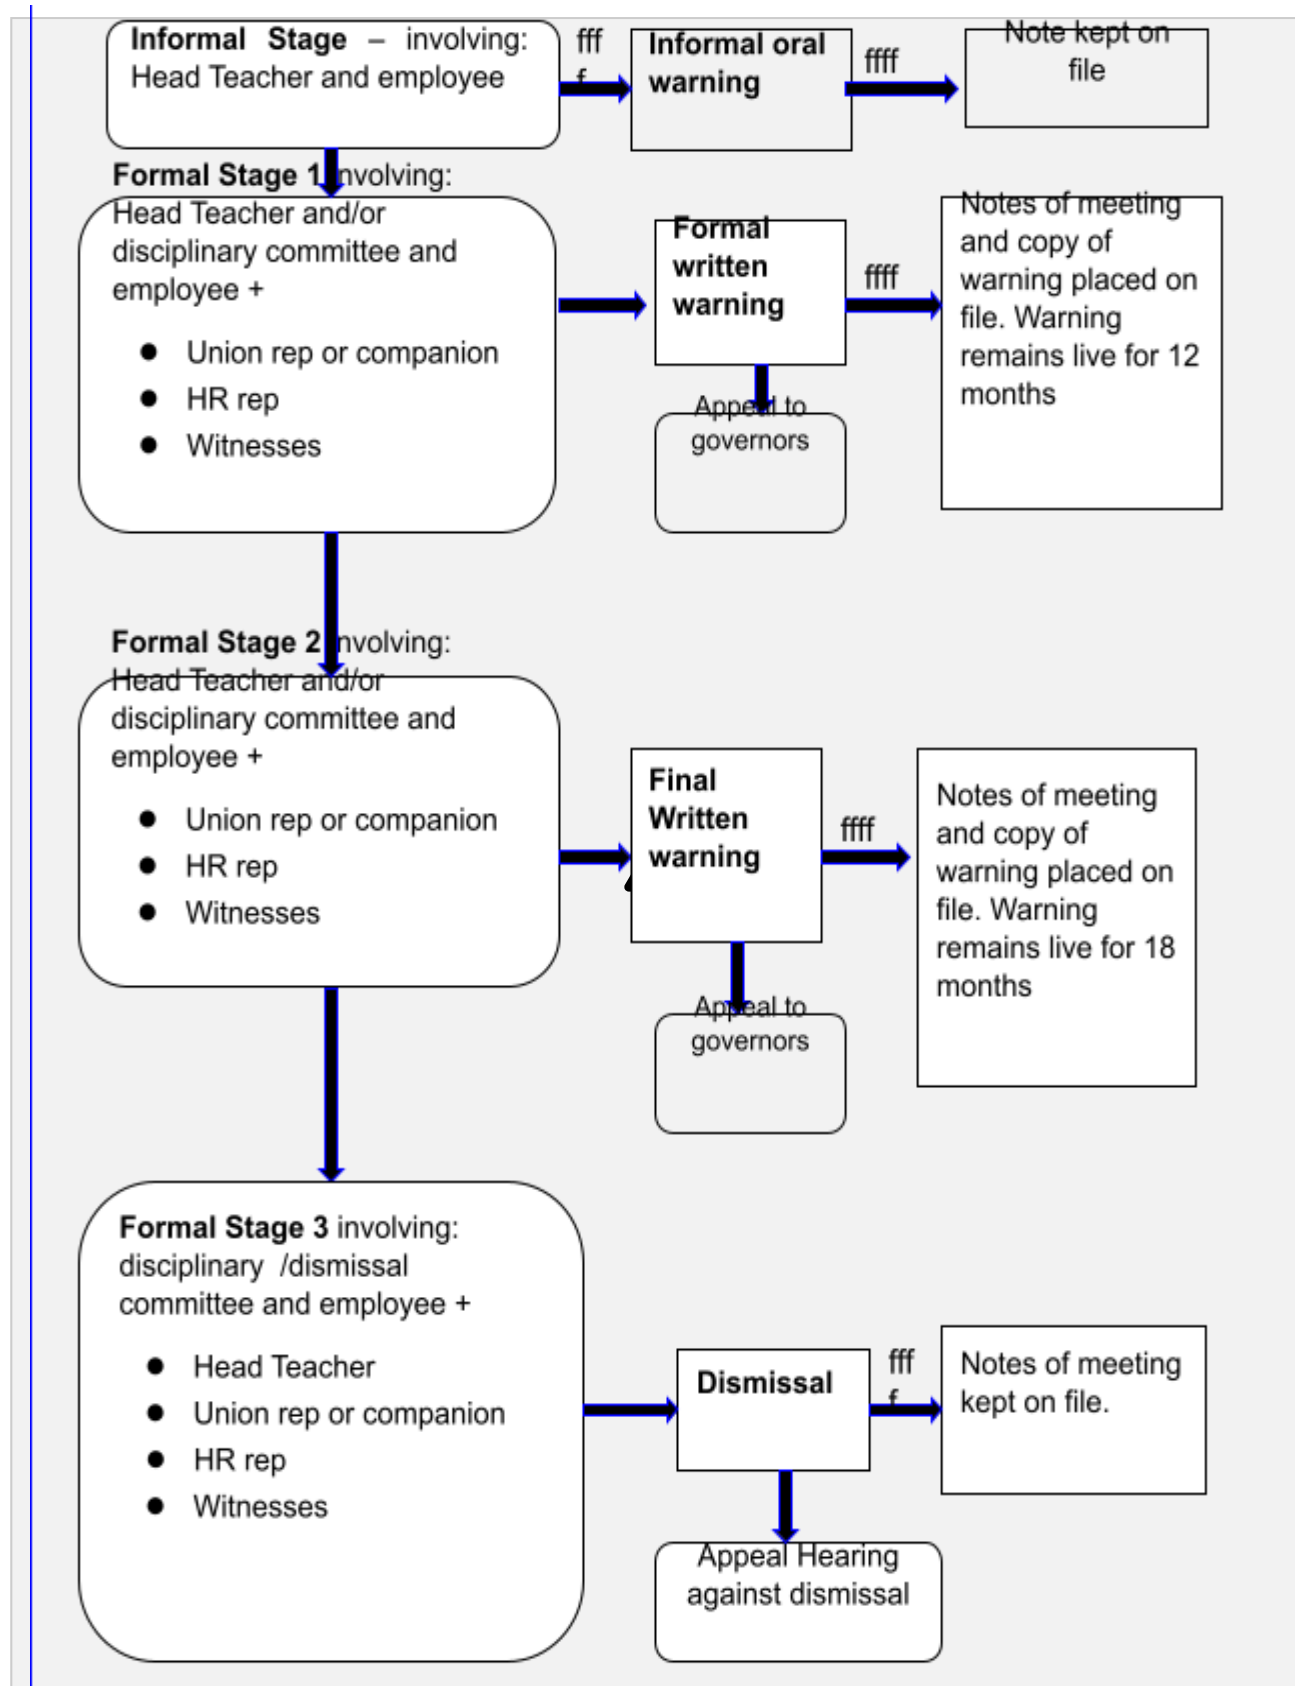 Informal Stage – involving:
Head Teacher and employee
fff
f
Informal oral
warning
ffff
Note kept on
file
Formal Stage 1 involving:
Head Teacher and/or
disciplinary committee and
employee +
● Union rep or companion
● HR rep
● Witnesses
Formal
written
warning
ffff
Notes of meeting
and copy of
warning placed on
file. Warning
remains live for 12
months
Appeal to
governors
Formal Stage 2 involving:
Head Teacher and/or
disciplinary committee and
employee +
● Union rep or companion
● HR rep
● Witnesses
Final
Written
warning
ffff
Notes of meeting
and copy of
warning placed on
file. Warning
remains live for 18
months
Appeal to
governors
Formal Stage 3 involving:
disciplinary /dismissal
committee and employee +
● Head Teacher
● Union rep or companion
● HR rep
● Witnesses
Dismissal
fff
f
Notes of meeting
kept on file.
Appeal Hearing
against dismissal